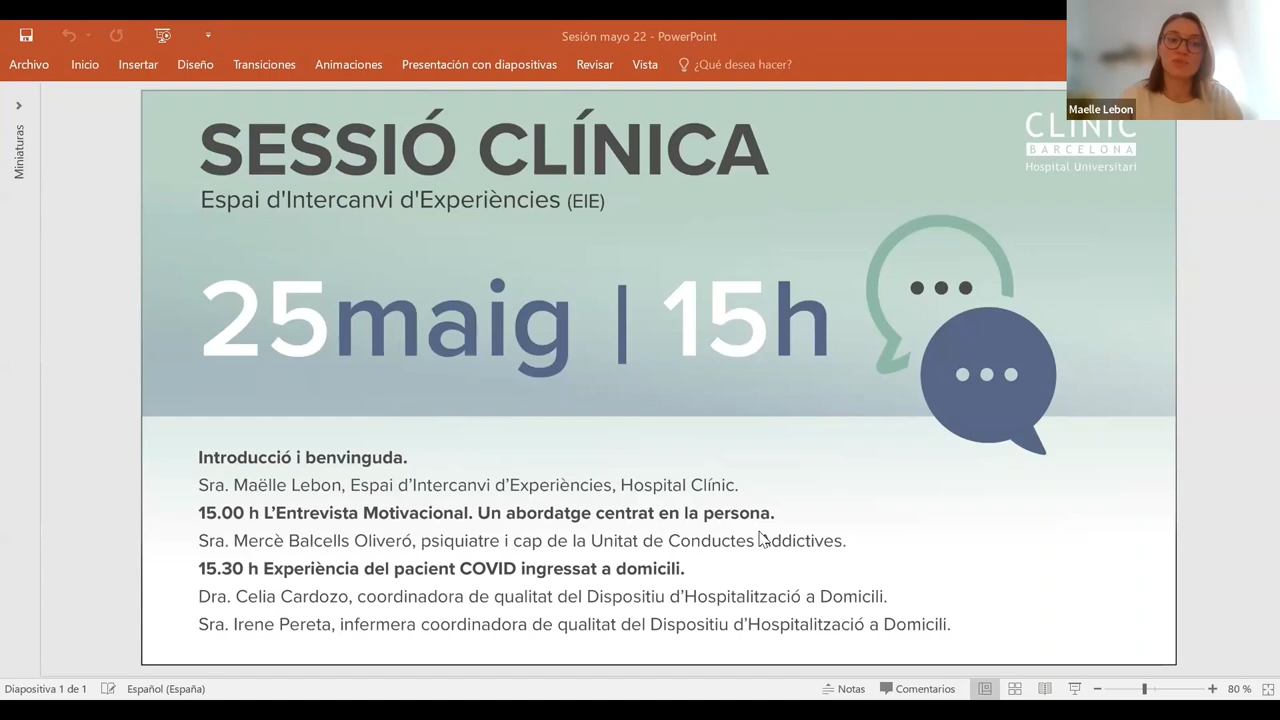 Sesión mayo 22 - PowerPoint
Archivo Inicio Insertar Diseño Transiciones Animaciones Presentación con diapositivas Revisar Vista ¿Qué desea hacer?
Maelle Lebon
Miniaturas
SESSIÓ CLÍNICA
Espai d'Intercanvi d'Experiències (EIE)
CLÍNIC
BARCELONA
Hospital Universitari
25maig | 15h
Introducció i benvinguda.
Sra. Maëlle Lebon, Espai d’Intercanvi d’Experiències, Hospital Clínic.
15.00 h L’Entrevista Motivacional. Un abordatge centrat en la persona.
Sra. Mercè Balcells Oliveró, psiquiatre i cap de la Unitat de Conductes Addictives.
15.30 h Experiència del pacient COVID ingressat a domicili.
Dra. Celia Cardozo, coordinadora de qualitat del Dispositiu d’Hospitalització a Domicili.
Sra. Irene Pereta, infermera coordinadora de qualitat del Dispositiu d’Hospitalització a Domicili.
Diapositiva 1 de 1 Español (España) Notas Comentarios 80 %